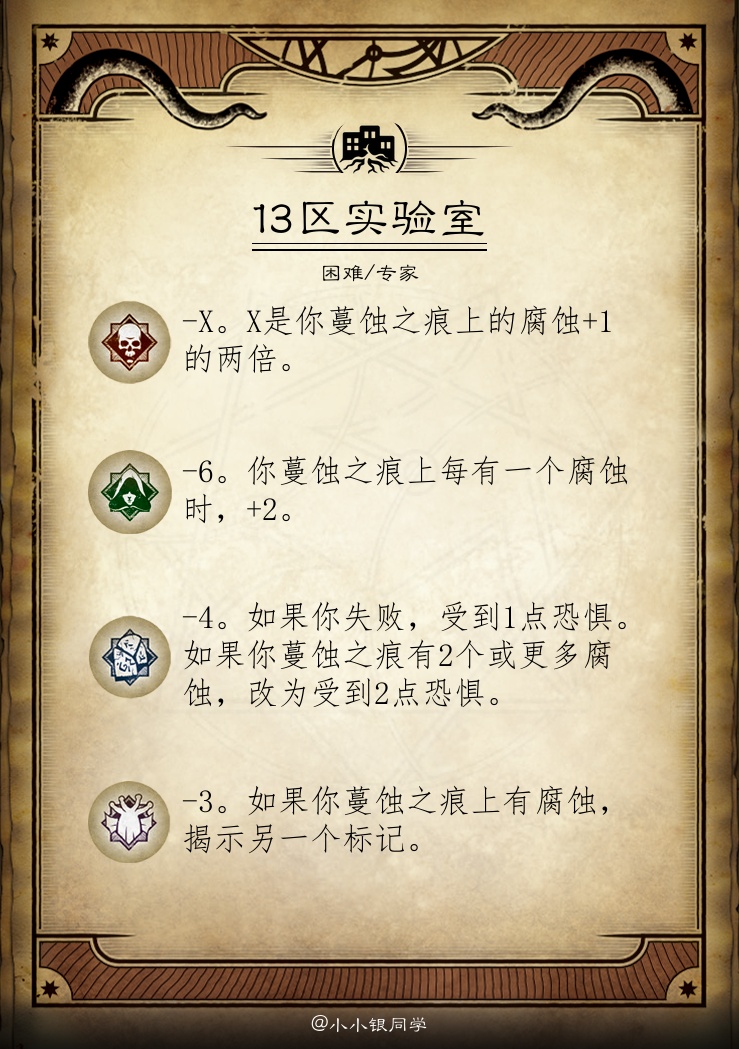 13区实验室
困难/专家
-X。X是你蔓蚀之痕上的腐蚀+1
的两倍。
-6。你蔓蚀之痕上每有一个腐蚀
时，+2。
-4。如果你失败，受到1点恐惧。
如果你蔓蚀之痕有2个或更多腐
蚀，改为受到2点恐惧。
-3。如果你蔓蚀之痕上有腐蚀，
揭示另一个标记。
@小小银同学